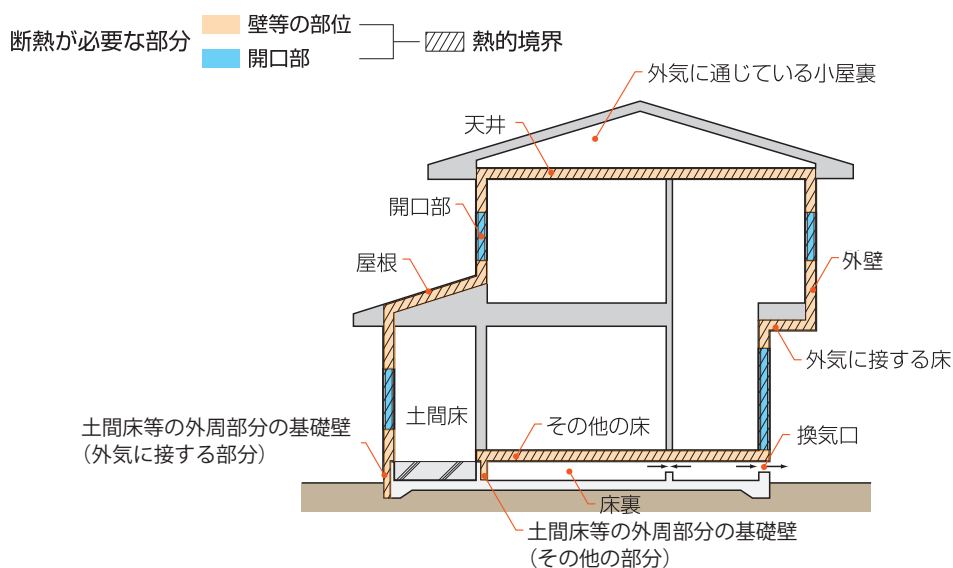 断熱が必要な部分
壁等の部位
開口部
熱的境界
外気に通じている小屋裏
天井
開口部
屋根
外壁
外気に接する床
土間床
その他の床
換気口
土間床等の外周部分の基礎壁
（外気に接する部分）
床裏
土間床等の外周部分の基礎壁
（その他の部分）